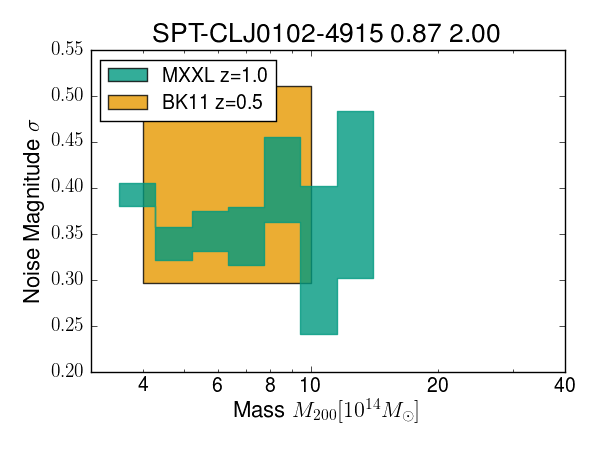 SPT-CLJ0102-4915 0.87 2.00
0.55
0.50
0.45
0.40
0.35
0.30
0.25
0.20
Noise Magnitude σ
MXXL z=1.0
BK11 z=0.5
4 6 8 10 20 40
Mass M₂₀₀[10¹⁴M☉]